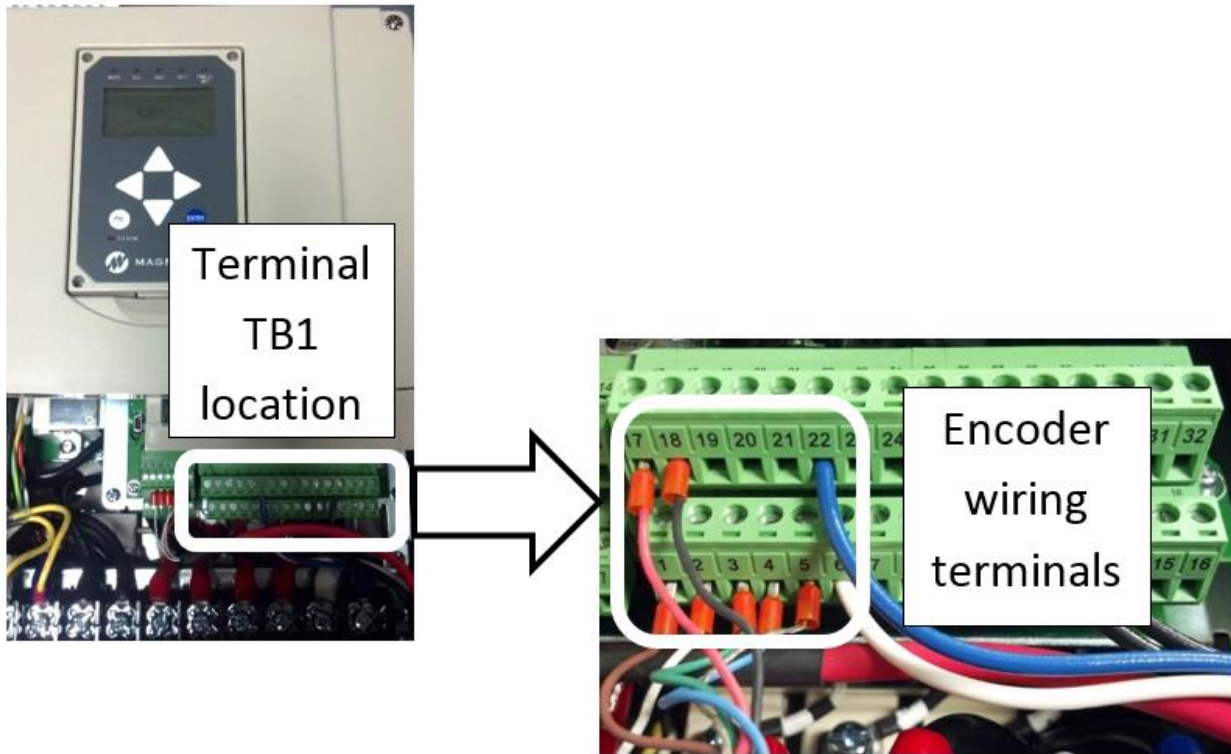 MAGN
Terminal
TB1
location
Encoder
wiring
terminals
17 18 19 20 21 22 24 31 32
1 2 3 4 5 6 7 15 16